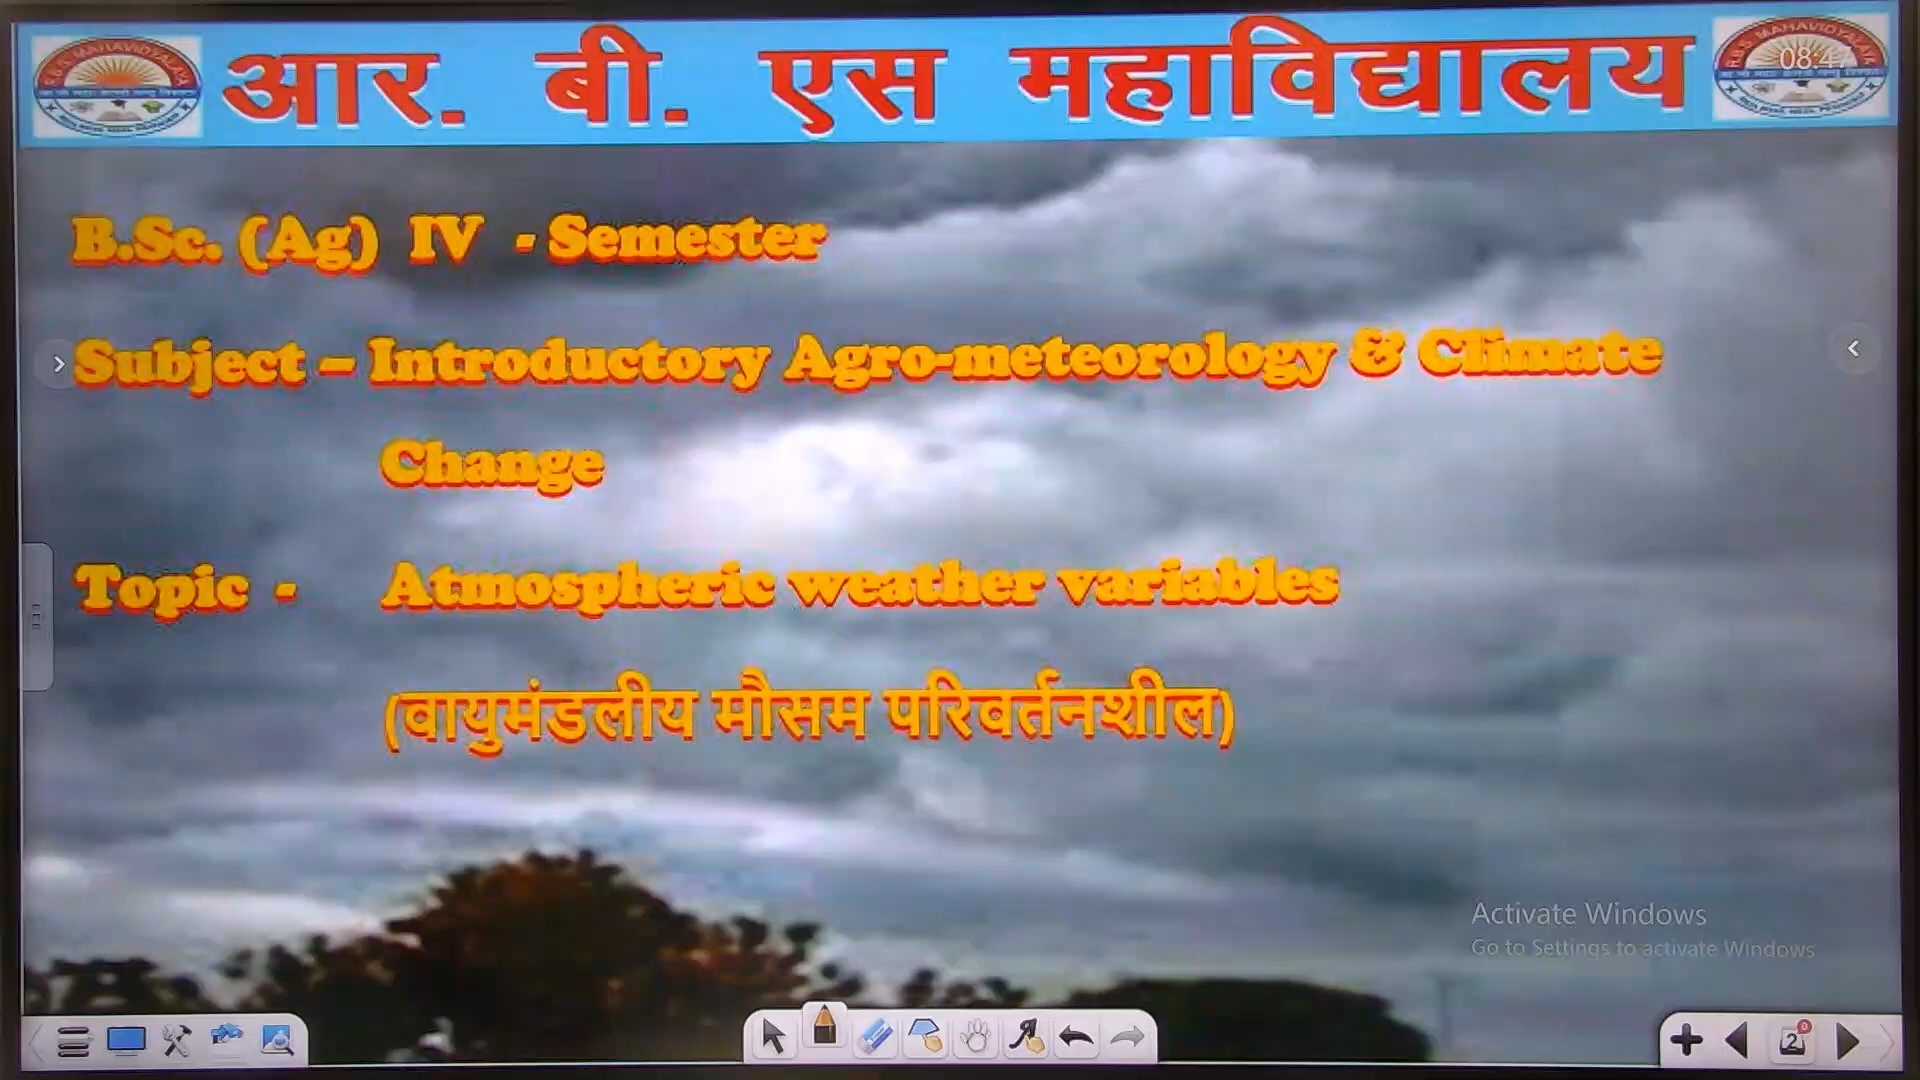 आर. बी. एस महाविद्यालय
08:47
B.Sc. (Ag) IV - Semester
Subject – Introductory Agro-meteorology & Climate
Change
Topic - Atmospheric weather variables
(वायुमंडलीय मौसम परिवर्तनशील)
Activate Windows
Go to Settings to activate Windows
2
0